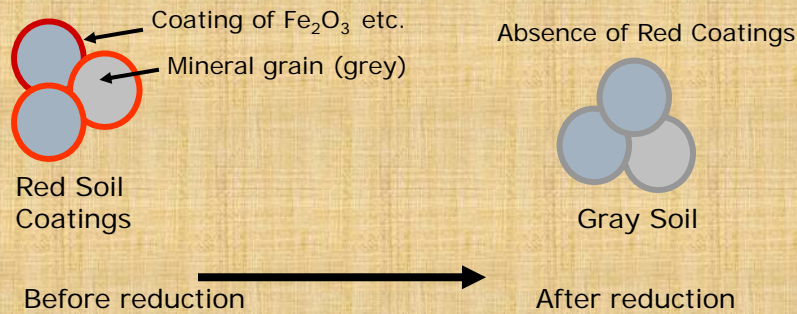 Coating of Fe₂O₃ etc.
Mineral grain (grey)
Red Soil
Coatings
Absence of Red Coatings
Gray Soil
Before reduction
After reduction